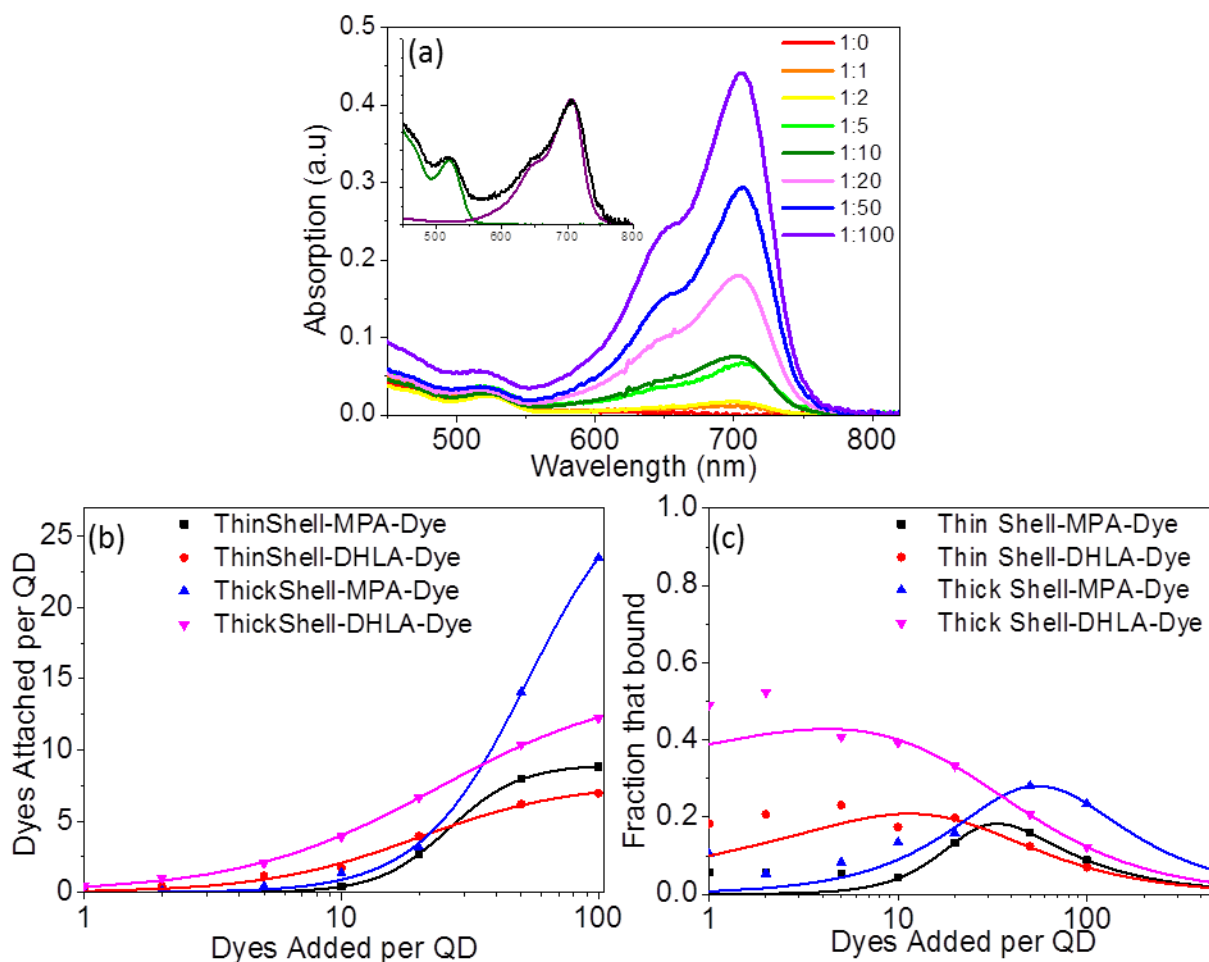 (a)
Absorption (a.u)
0.5
0.4
0.3
0.2
0.1
0.0
500 600 700 800
Wavelength (nm)
500 600 700 800
1:0
1:1
1:2
1:5
1:10
1:20
1:50
1:100
(b)
Dyes Attached per QD
25
20
15
10
5
0
1 10 100
Dyes Added per QD
ThinShell-MPA-Dye
ThinShell-DHLA-Dye
ThickShell-MPA-Dye
ThickShell-DHLA-Dye
(c)
Fraction that bound
1.0
0.8
0.6
0.4
0.2
0.0
1 10 100
Dyes Added per QD
Thin Shell-MPA-Dye
Thin Shell-DHLA-Dye
Thick Shell-MPA-Dye
Thick Shell-DHLA-Dye